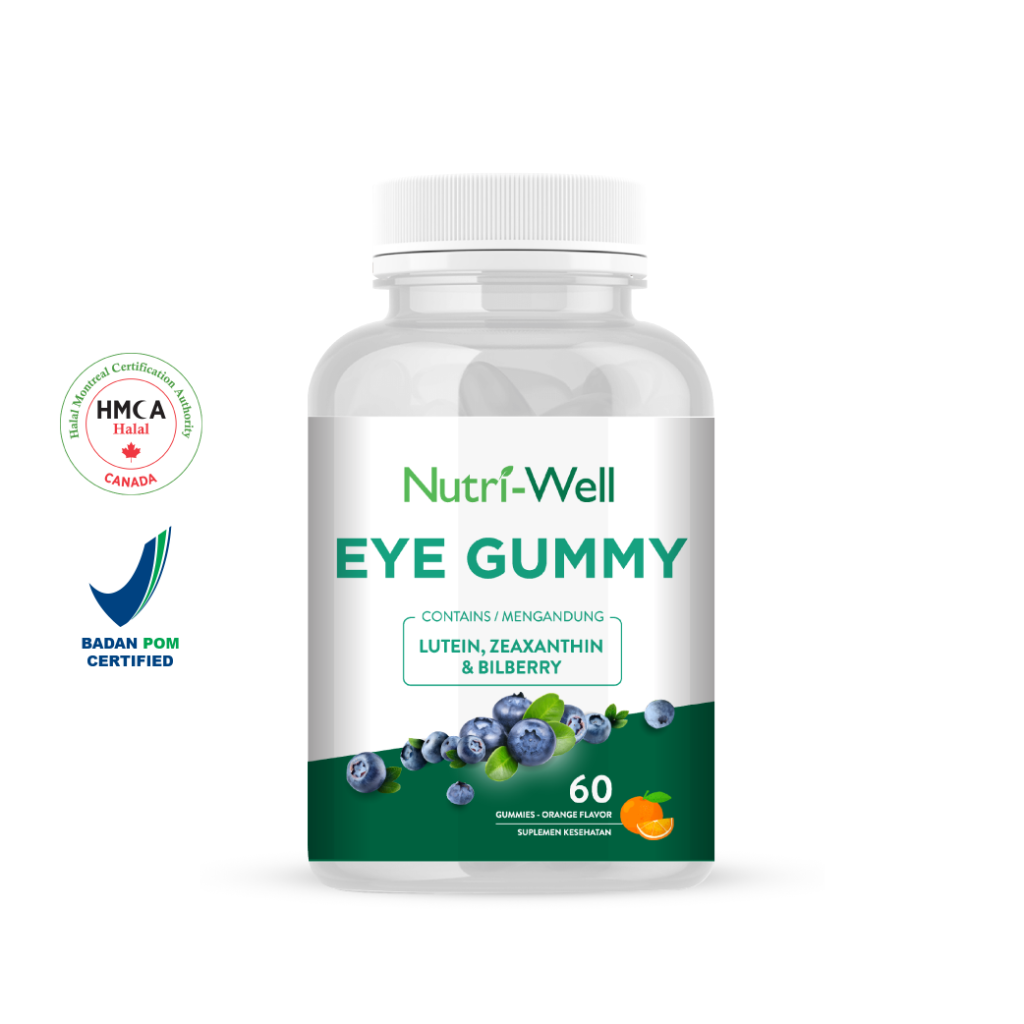 Halal Montreal Certification Authority
HMCA
Halal
CANADA
BADAN POM
CERTIFIED
Nutri-Well
EYE GUMMY
CONTAINS / MENGANDUNG
LUTEIN, ZEAXANTHIN
& BILBERRY
60
GUMMIES - ORANGE FLAVOR
SUPLEMEN KESEHATAN